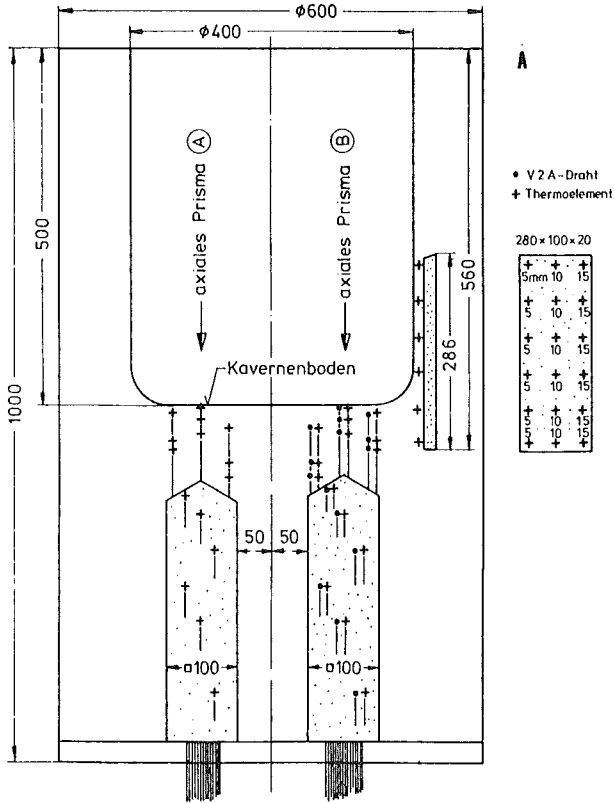 ϕ600
ϕ400
A
axiales Prisma Ⓐ
axiales Prisma Ⓑ
• V 2 A-Draht
+ Thermoelement
500
560
1000
286
280 × 100 × 20
5mm 10 15
5 10 15
5 10 15
5 10 15
5 10 15
5 10 15
Kavernenboden
50 50
□100
□100